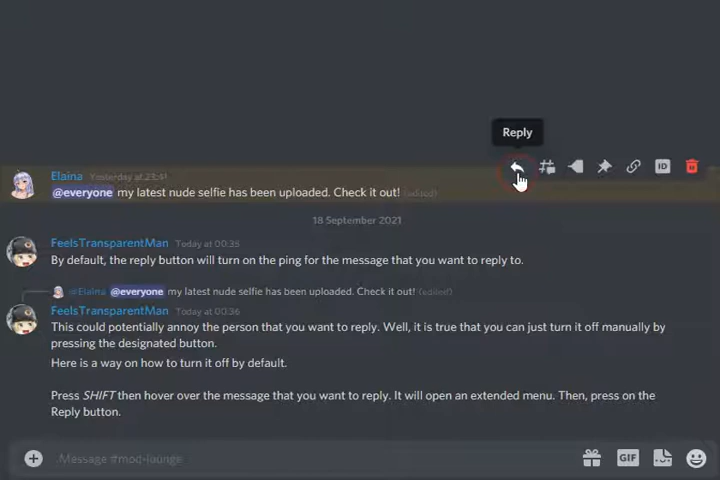 Reply
Elaina Yesterday at 23:41
@everyone my latest nude selfie has been uploaded. Check it out! (edited)
ID
18 September 2021
FeelsTransparentMan Today at 00:35
By default, the reply button will turn on the ping for the message that you want to reply to.
@Elaina @everyone my latest nude selfie has been uploaded. Check it out! (edited)
FeelsTransparentMan Today at 00:36
This could potentially annoy the person that you want to reply. Well, it is true that you can just turn it off manually by
pressing the designated button.
Here is a way on how to turn it off by default.
Press SHIFT then hover over the message that you want to reply. It will open an extended menu. Then, press on the
Reply button.
Message #mod-lounge
GIF